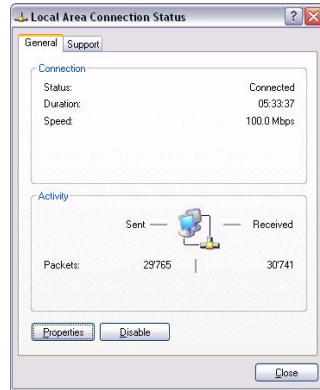 Local Area Connection Status
General Support
Connection
Status: Connected
Duration: 05:33:37
Speed: 100.0 Mbps
Activity
Sent — — Received
Packets: 29'765 | 30'741
Properties Disable
Close